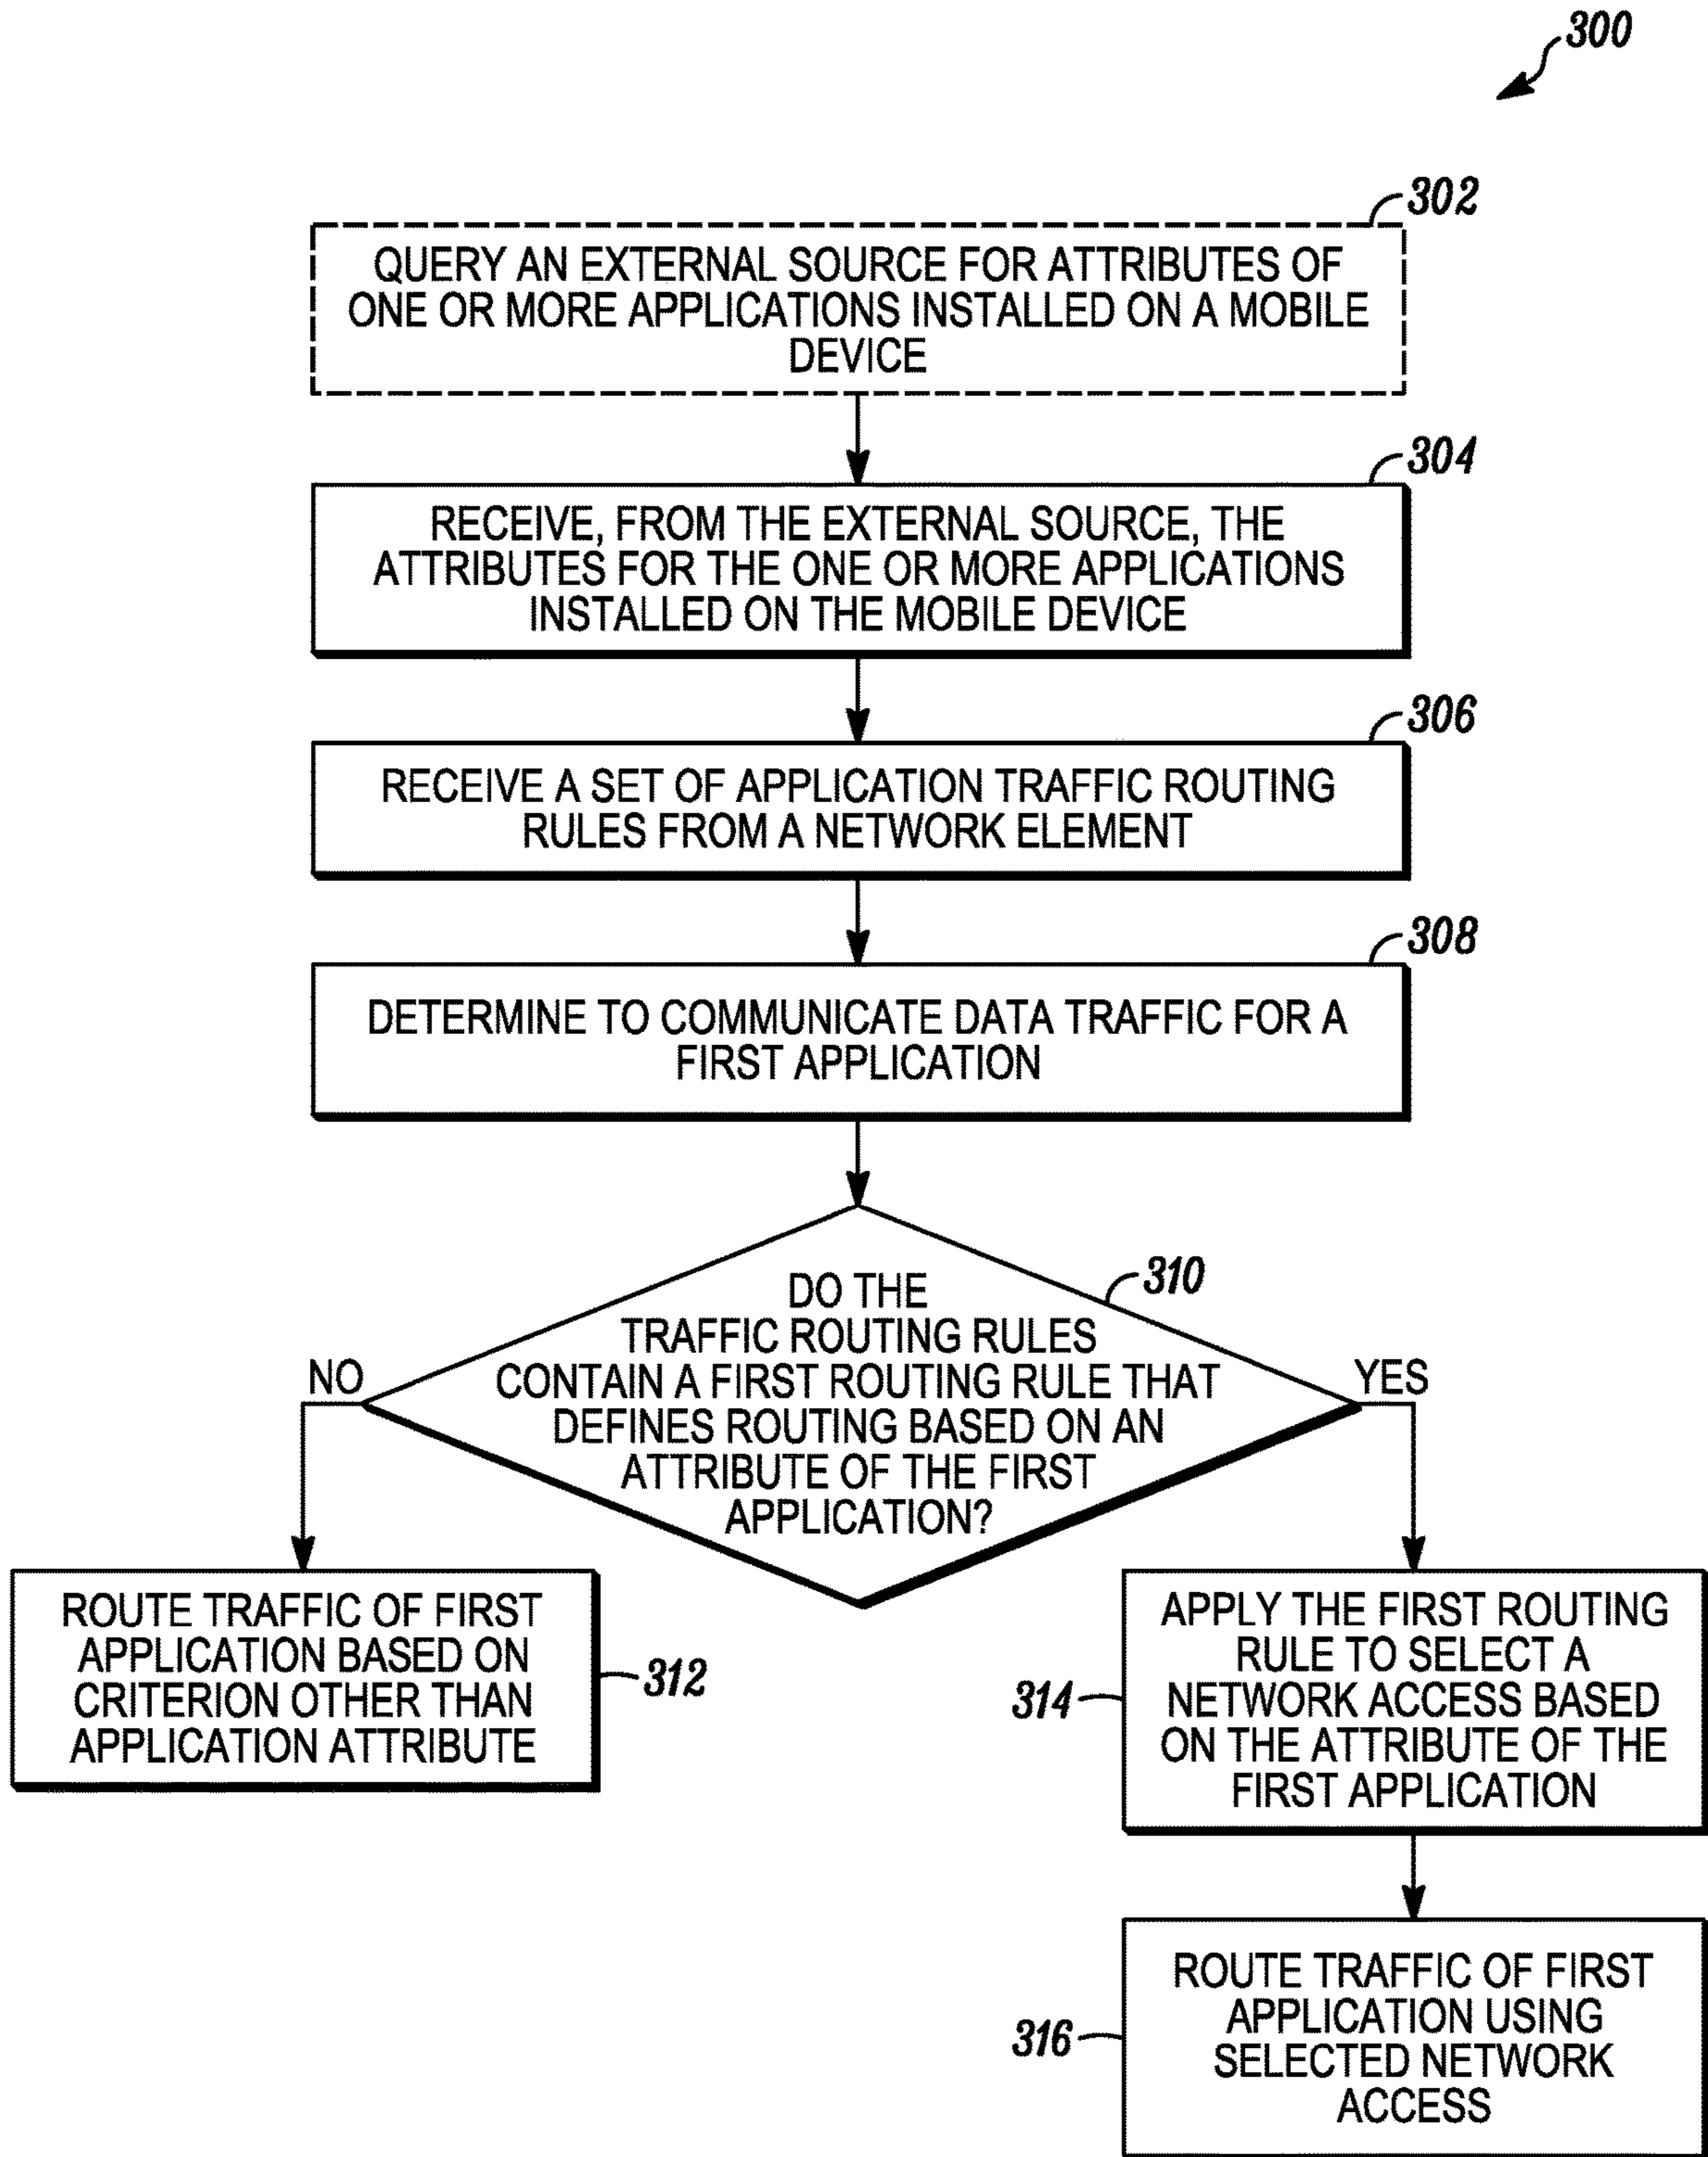 300
302
QUERY AN EXTERNAL SOURCE FOR ATTRIBUTES OF
ONE OR MORE APPLICATIONS INSTALLED ON A MOBILE
DEVICE
304
RECEIVE, FROM THE EXTERNAL SOURCE, THE
ATTRIBUTES FOR THE ONE OR MORE APPLICATIONS
INSTALLED ON THE MOBILE DEVICE
306
RECEIVE A SET OF APPLICATION TRAFFIC ROUTING
RULES FROM A NETWORK ELEMENT
308
DETERMINE TO COMMUNICATE DATA TRAFFIC FOR A
FIRST APPLICATION
310
DO THE
TRAFFIC ROUTING RULES
CONTAIN A FIRST ROUTING RULE THAT
DEFINES ROUTING BASED ON AN
ATTRIBUTE OF THE FIRST
APPLICATION?
NO
YES
ROUTE TRAFFIC OF FIRST
APPLICATION BASED ON
CRITERION OTHER THAN
APPLICATION ATTRIBUTE
312
314
APPLY THE FIRST ROUTING
RULE TO SELECT A
NETWORK ACCESS BASED
ON THE ATTRIBUTE OF THE
FIRST APPLICATION
316
ROUTE TRAFFIC OF FIRST
APPLICATION USING
SELECTED NETWORK
ACCESS